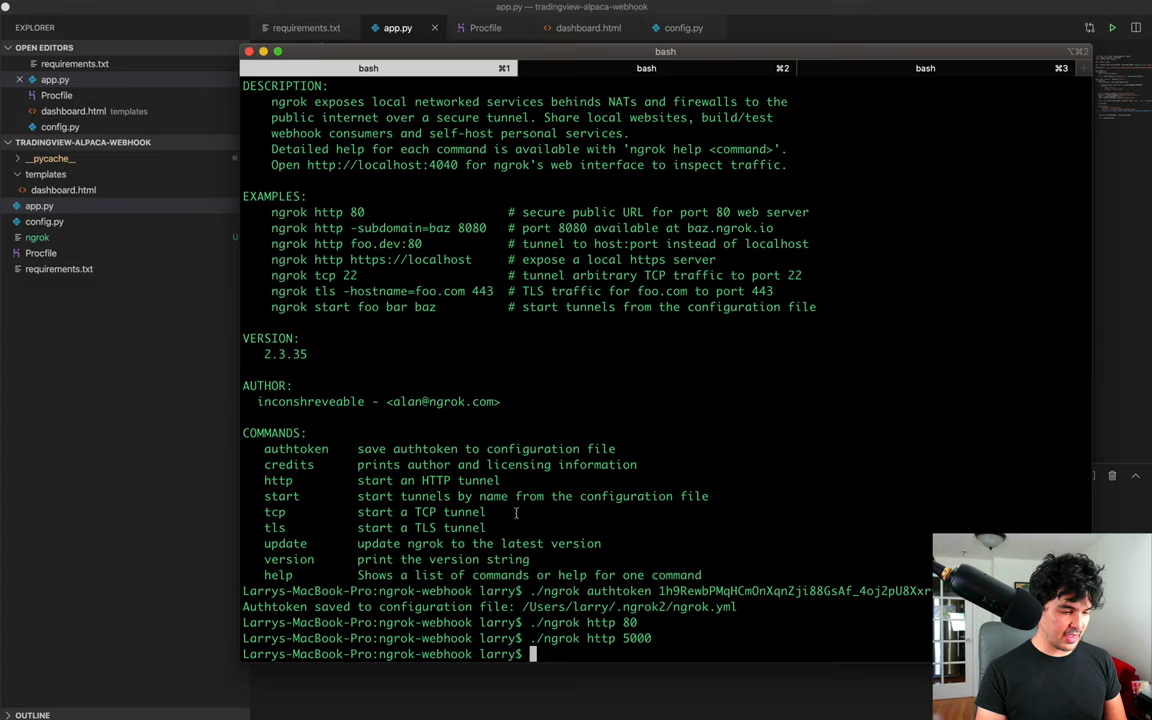 app.py — tradingview-alpaca-webhook
EXPLORER
requirements.txt
app.py
Procfile
dashboard.html
config.py
OPEN EDITORS
requirements.txt
app.py
Procfile
dashboard.html templates
config.py
TRADINGVIEW-ALPACA-WEBHOOK
__pycache__
templates
dashboard.html
app.py
config.py
ngrok U
Procfile
requirements.txt
OUTLINE
bash
⌥⌘2
bash ⌘1
bash ⌘2
bash ⌘3
DESCRIPTION:
ngrok exposes local networked services behinds NATs and firewalls to the
public internet over a secure tunnel. Share local websites, build/test
webhook consumers and self-host personal services.
Detailed help for each command is available with 'ngrok help <command>'.
Open http://localhost:4040 for ngrok's web interface to inspect traffic.
EXAMPLES:
ngrok http 80 # secure public URL for port 80 web server
ngrok http -subdomain=baz 8080 # port 8080 available at baz.ngrok.io
ngrok http foo.dev:80 # tunnel to host:port instead of localhost
ngrok http https://localhost # expose a local https server
ngrok tcp 22 # tunnel arbitrary TCP traffic to port 22
ngrok tls -hostname=foo.com 443 # TLS traffic for foo.com to port 443
ngrok start foo bar baz # start tunnels from the configuration file
VERSION:
2.3.35
AUTHOR:
inconshreveable - <alan@ngrok.com>
COMMANDS:
authtoken save authtoken to configuration file
credits prints author and licensing information
http start an HTTP tunnel
start start tunnels by name from the configuration file
tcp start a TCP tunnel
tls start a TLS tunnel
update update ngrok to the latest version
version print the version string
help Shows a list of commands or help for one command
Larrys-MacBook-Pro:ngrok-webhook larry$ ./ngrok authtoken 1h9RewbPMqHCmOnXqnZji88GsAf_4oj2pU8Xxr
Authtoken saved to configuration file: /Users/larry/.ngrok2/ngrok.yml
Larrys-MacBook-Pro:ngrok-webhook larry$ ./ngrok http 80
Larrys-MacBook-Pro:ngrok-webhook larry$ ./ngrok http 5000
Larrys-MacBook-Pro:ngrok-webhook larry$